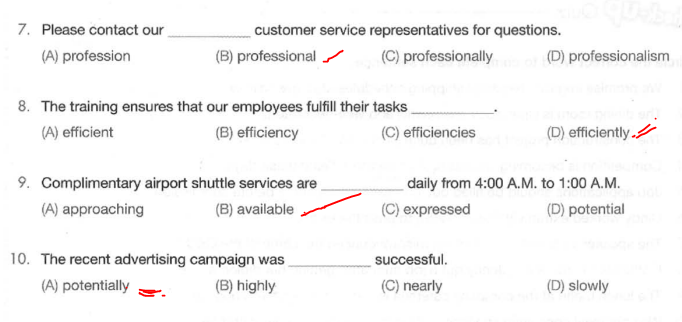 7. Please contact our __________ customer service representatives for questions.
(A) profession (B) professional (C) professionally (D) professionalism
8. The training ensures that our employees fulfill their tasks __________.
(A) efficient (B) efficiency (C) efficiencies (D) efficiently
9. Complimentary airport shuttle services are __________ daily from 4:00 A.M. to 1:00 A.M.
(A) approaching (B) available (C) expressed (D) potential
10. The recent advertising campaign was __________ successful.
(A) potentially (B) highly (C) nearly (D) slowly